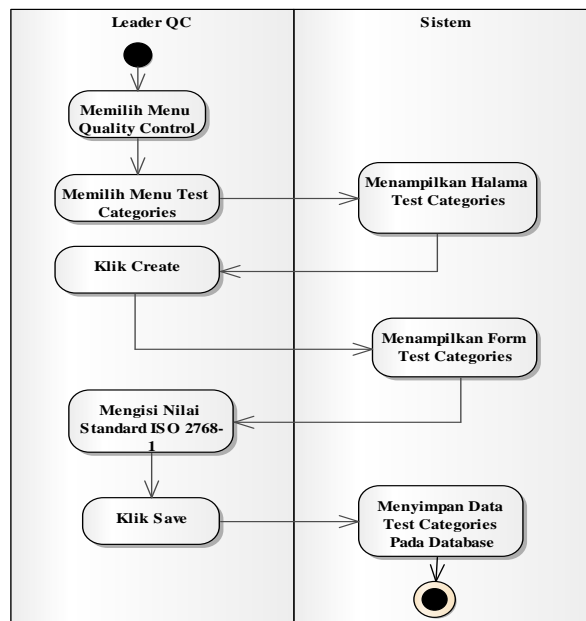 Leader QC
Sistem
Memilih Menu
Quality Control
Memilih Menu Test
Categories
Menampilkan Halama
Test Categories
Klik Create
Menampilkan Form
Test Categories
Mengisi Nilai
Standard ISO 2768-
1
Klik Save
Menyimpan Data
Test Categories
Pada Database